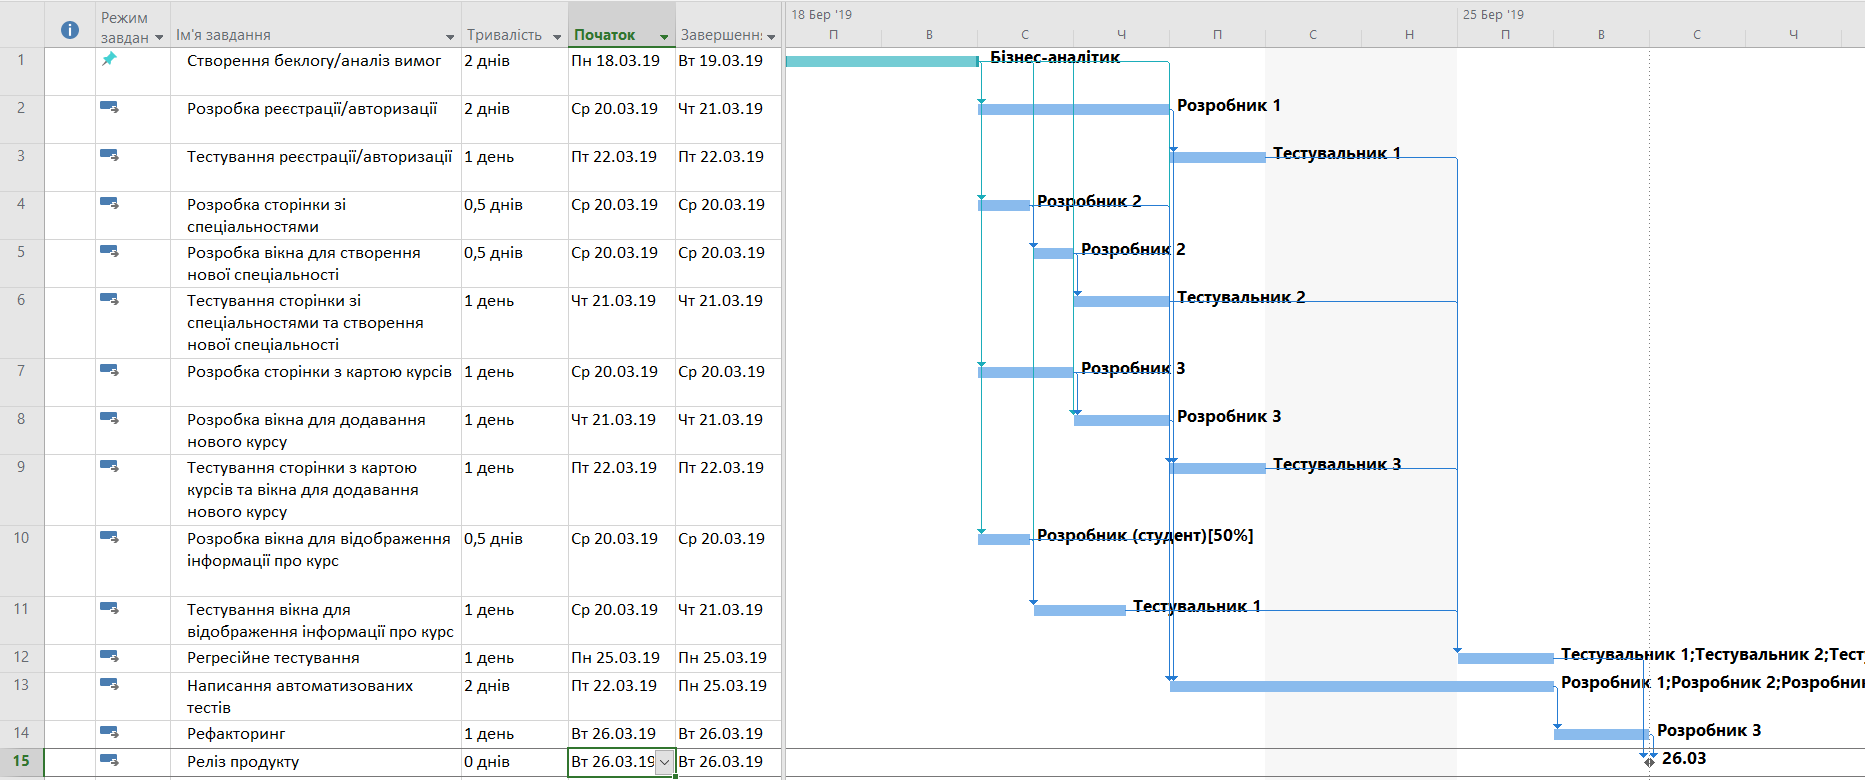 Режим завдан
Ім'я завдання
Тривалість
Початок
Завершенн
18 Бер '19
25 Бер '19
П В С Ч П С Н П В С Ч
1 Створення беклогу/аналіз вимог 2 днів Пн 18.03.19 Вт 19.03.19 Бізнес-аналітик
2 Розробка реєстрації/авторизації 2 днів Ср 20.03.19 Чт 21.03.19 Розробник 1
3 Тестування реєстрації/авторизації 1 день Пт 22.03.19 Пт 22.03.19 Тестувальник 1
4 Розробка сторінки зі 0,5 днів Ср 20.03.19 Ср 20.03.19 Розробник 2
спеціальностями
5 Розробка вікна для створення 0,5 днів Ср 20.03.19 Ср 20.03.19 Розробник 2
нової спеціальності
6 Тестування сторінки зі 1 день Чт 21.03.19 Чт 21.03.19 Тестувальник 2
спеціальностями та створення
нової спеціальності
7 Розробка сторінки з картою курсів 1 день Ср 20.03.19 Ср 20.03.19 Розробник 3
8 Розробка вікна для додавання 1 день Чт 21.03.19 Чт 21.03.19 Розробник 3
нового курсу
9 Тестування сторінки з картою 1 день Пт 22.03.19 Пт 22.03.19 Тестувальник 3
курсів та вікна для додавання
нового курсу
10 Розробка вікна для відображення 0,5 днів Ср 20.03.19 Ср 20.03.19 Розробник (студент)[50%]
інформації про курс
11 Тестування вікна для 1 день Ср 20.03.19 Чт 21.03.19 Тестувальник 1
відображення інформації про курс
12 Регресійне тестування 1 день Пн 25.03.19 Пн 25.03.19 Тестувальник 1;Тестувальник 2;Тест
13 Написання автоматизованих 2 днів Пт 22.03.19 Пн 25.03.19 Розробник 1;Розробник 2;Розробник
тестів
14 Рефакторинг 1 день Вт 26.03.19 Вт 26.03.19 Розробник 3
15 Реліз продукту 0 днів Вт 26.03.19 Вт 26.03.19 26.03